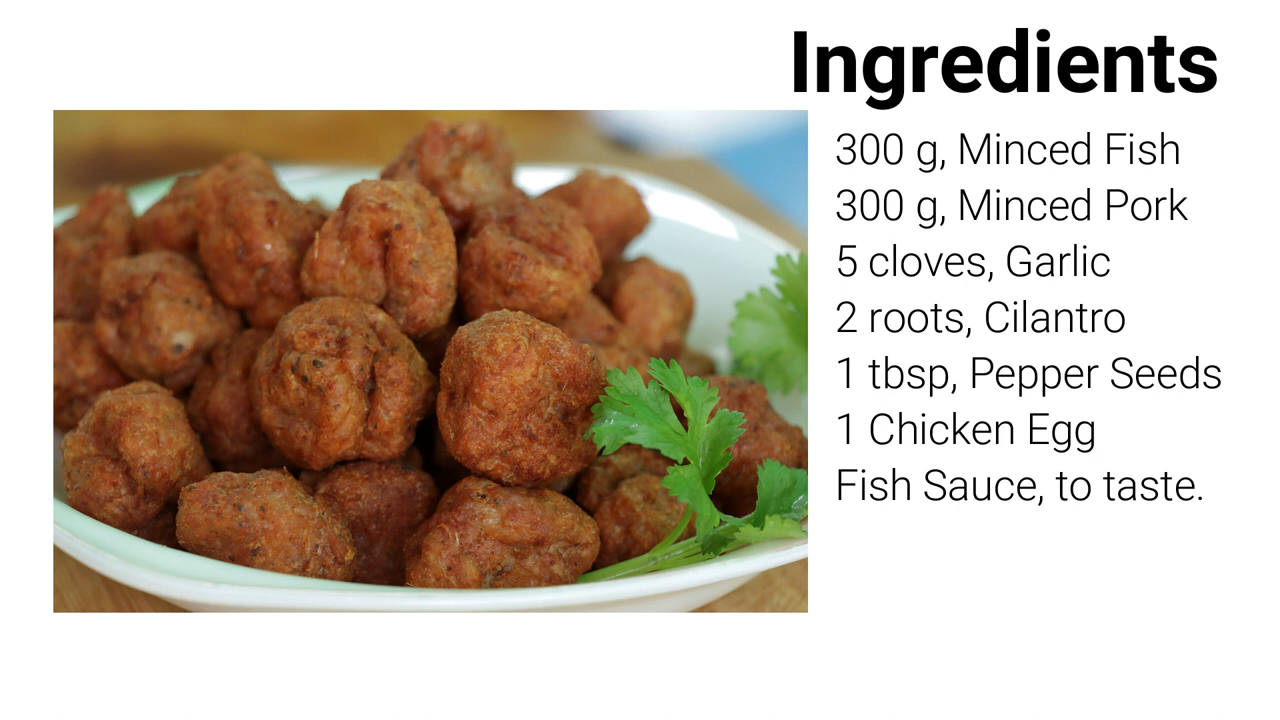 Ingredients
300 g, Minced Fish
300 g, Minced Pork
5 cloves, Garlic
2 roots, Cilantro
1 tbsp, Pepper Seeds
1 Chicken Egg
Fish Sauce, to taste.